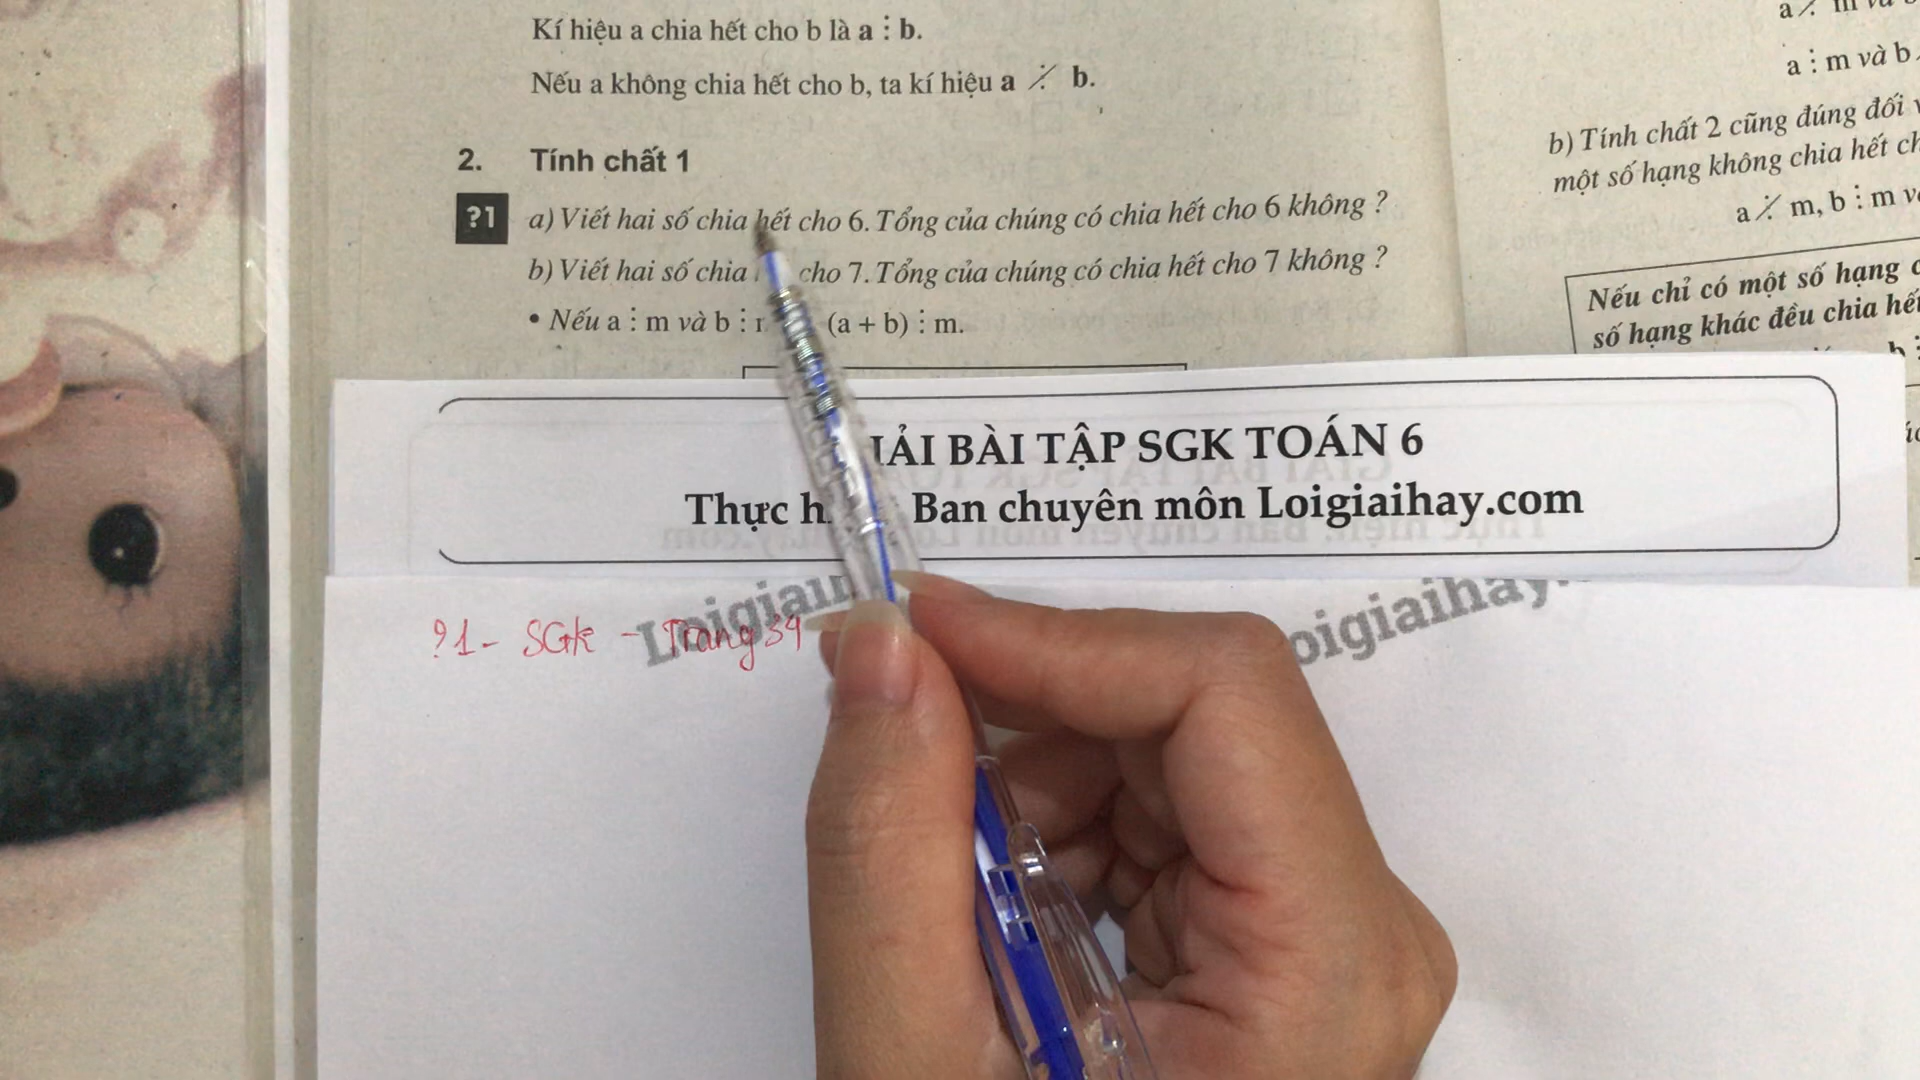 Kí hiệu a chia hết cho b là a ⋮ b.
Nếu a không chia hết cho b, ta kí hiệu a ⋮̸ b.
2. Tính chất 1
?1 a) Viết hai số chia hết cho 6. Tổng của chúng có chia hết cho 6 không ?
b) Viết hai số chia cho 7. Tổng của chúng có chia hết cho 7 không ?
• Nếu a ⋮ m và b ⋮ (a + b) ⋮ m.
a ⋮̸ m và
a ⋮ m và b
b) Tính chất 2 cũng đúng đối
một số hạng không chia hết
a ⋮̸ m, b ⋮ m
Nếu chỉ có một số hạng
số hạng khác đều chia hết
b ⋮
BÀI TẬP SGK TOÁN 6
Thực Ban chuyên môn Loigiaihay.com
?1 - SGK - Trang 34